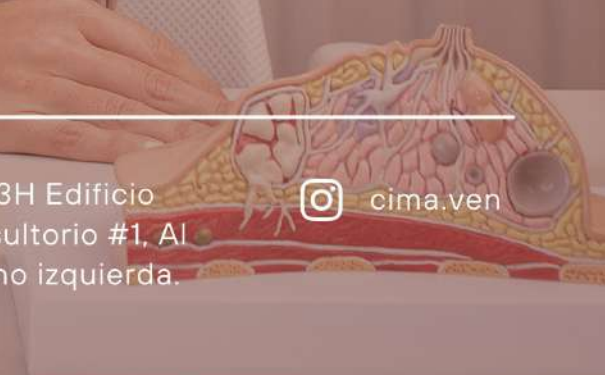 3H Edificio
sultorio #1, Al
no izquierda.
cima.ven